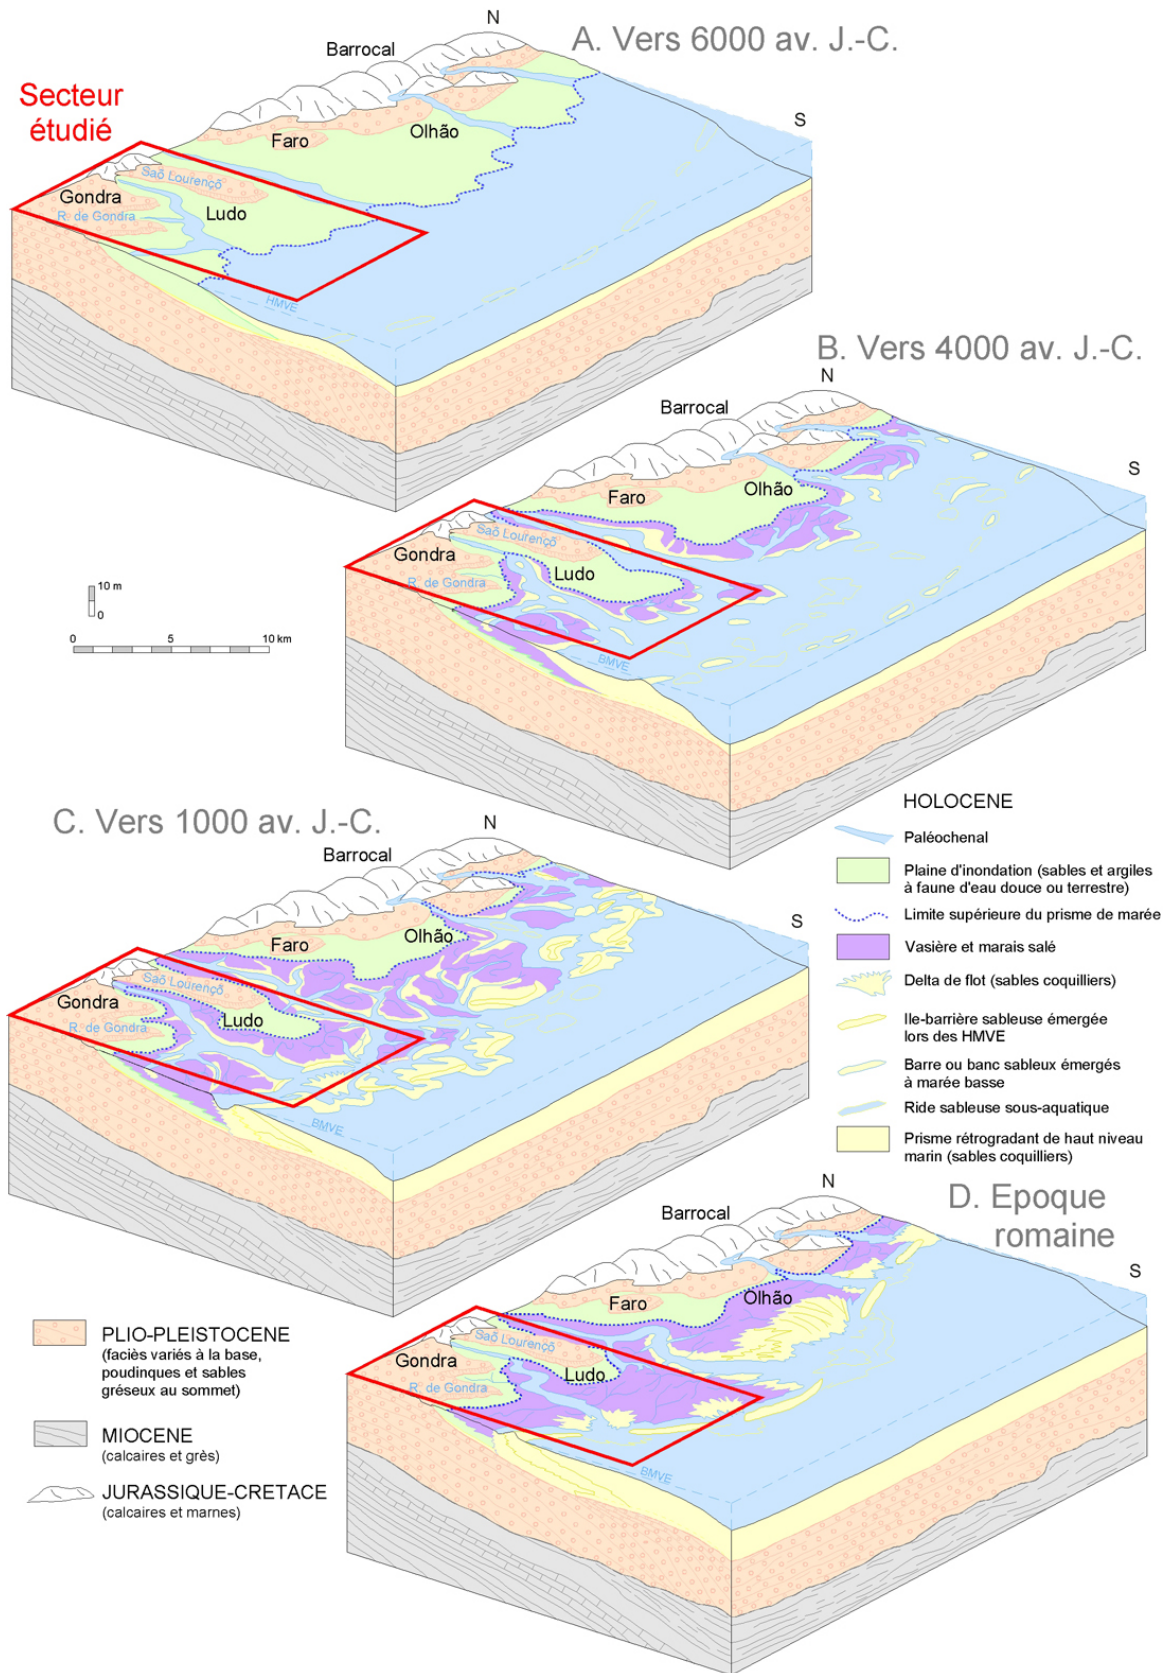 A. Vers 6000 av. J.-C.
N
Barrocal
Secteur
étudié
S
Olhão
Faro
Saõ Lourençõ
Gondra
R. de Gondra
Ludo
HMVE
B. Vers 4000 av. J.-C.
N
Barrocal
S
Olhão
Faro
Saõ Lourençõ
Gondra
R. de Gondra
Ludo
BMVE
10 m
0
0 5 10 km
C. Vers 1000 av. J.-C.
N
Barrocal
S
Olhão
Faro
Saõ Lourençõ
Gondra
R. de Gondra
Ludo
BMVE
HOLOCENE
Paléochenal
Plaine d'inondation (sables et argiles
à faune d'eau douce ou terrestre)
Limite supérieure du prisme de marée
Vasière et marais salé
Delta de flot (sables coquilliers)
Ile-barrière sableuse émergée
lors des HMVE
Barre ou banc sableux émergés
à marée basse
Ride sableuse sous-aquatique
Prisme rétrogradant de haut niveau
marin (sables coquilliers)
D. Epoque
romaine
N
Barrocal
S
Olhão
Faro
Saõ Lourençõ
Gondra
R. de Gondra
Ludo
BMVE
PLIO-PLEISTOCENE
(faciès variés à la base,
poudinques et sables
gréseux au sommet)
MIOCENE
(calcaires et grès)
JURASSIQUE-CRETACE
(calcaires et marnes)